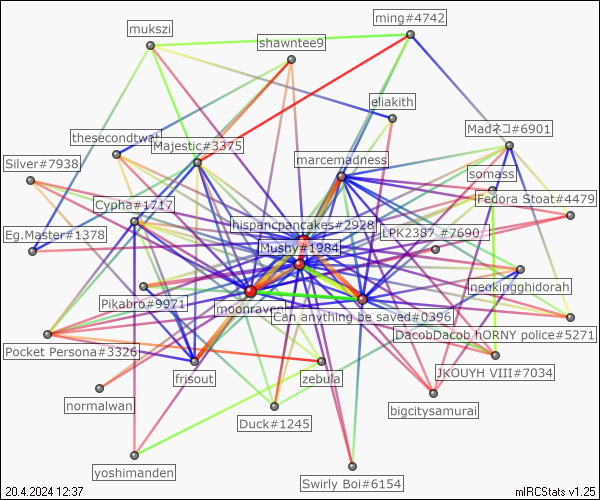 ming#4742
mukszi
shawntee9
eliakith
Madネコ#6901
thesecondtwat
Majestic#3375
marcemadness
Silver#7938
somass
Fedora Stoat#4479
Cypha#1717
hispancpancakes#2928
LPK2387 #7690
Eg.Master#1378
Mushy#1984
neokingghidorah
Pikabro#9971
moonraven
Can anything be saved#0396
DacobDacob hORNY police#5271
Pocket Persona#3326
JKOUYH VIII#7034
frisout
zebula
normalwan
bigcitysamurai
Duck#1245
yoshimanden
Swirly Boi#6154
20.4.2024 12:37
mIRCStats v1.25